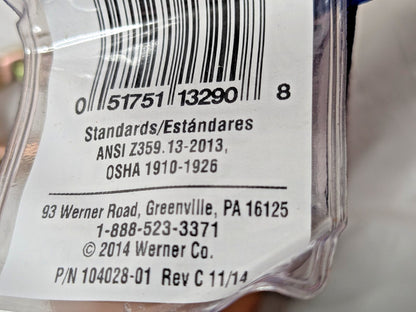 0 51751 13290 8
Standards/Estándares
ANSI Z359.13-2013,
OSHA 1910-1926
93 Werner Road, Greenville, PA 16125
1-888-523-3371
© 2014 Werner Co.
P/N 104028-01 Rev C 11/14